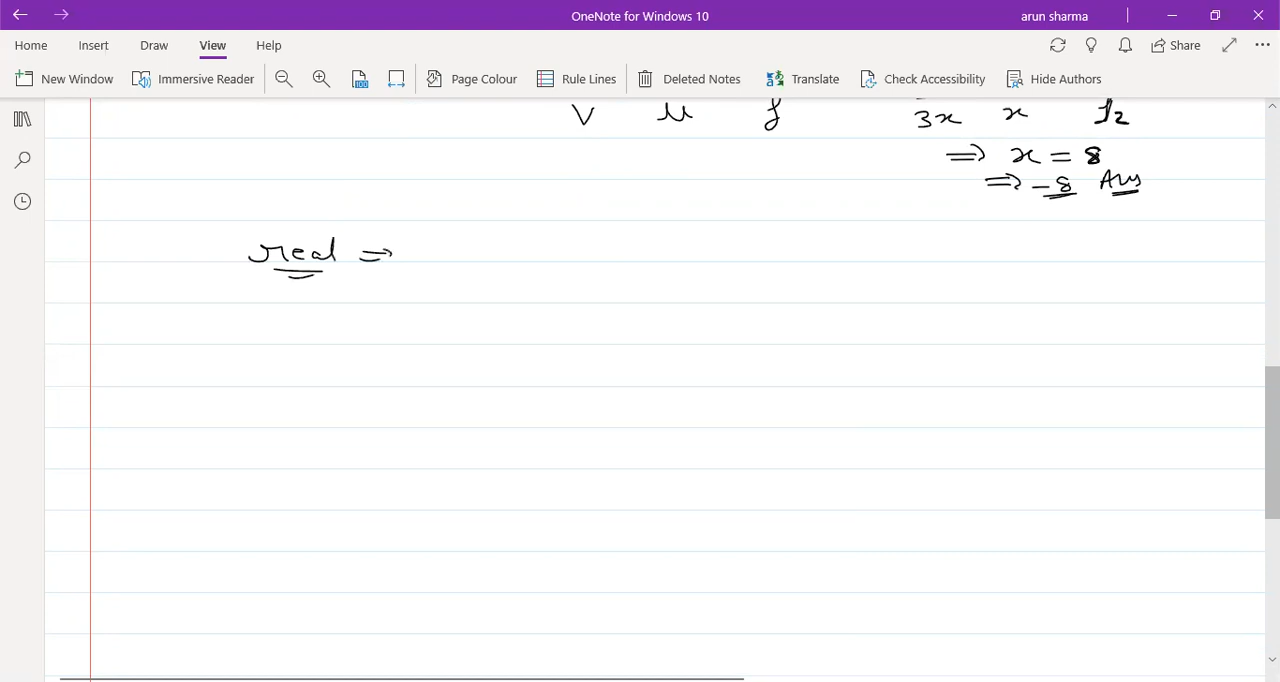 OneNote for Windows 10
arun sharma
Home Insert Draw View Help
Share
New Window Immersive Reader Page Colour Rule Lines Deleted Notes Translate Check Accessibility Hide Authors
v u f 3x x 12
⇒ x = 8
⇒ -8 Ans
real ⇒